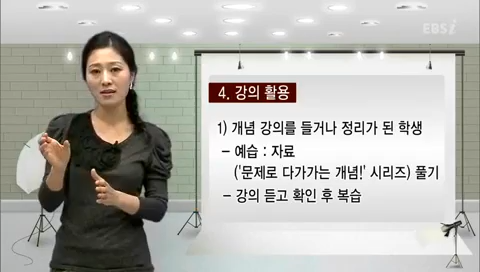 EBSi
4. 강의 활용
1) 개념 강의를 들거나 정리가 된 학생
- 예습 : 자료
('문제로 다가가는 개념!' 시리즈) 풀기
- 강의 듣고 확인 후 복습